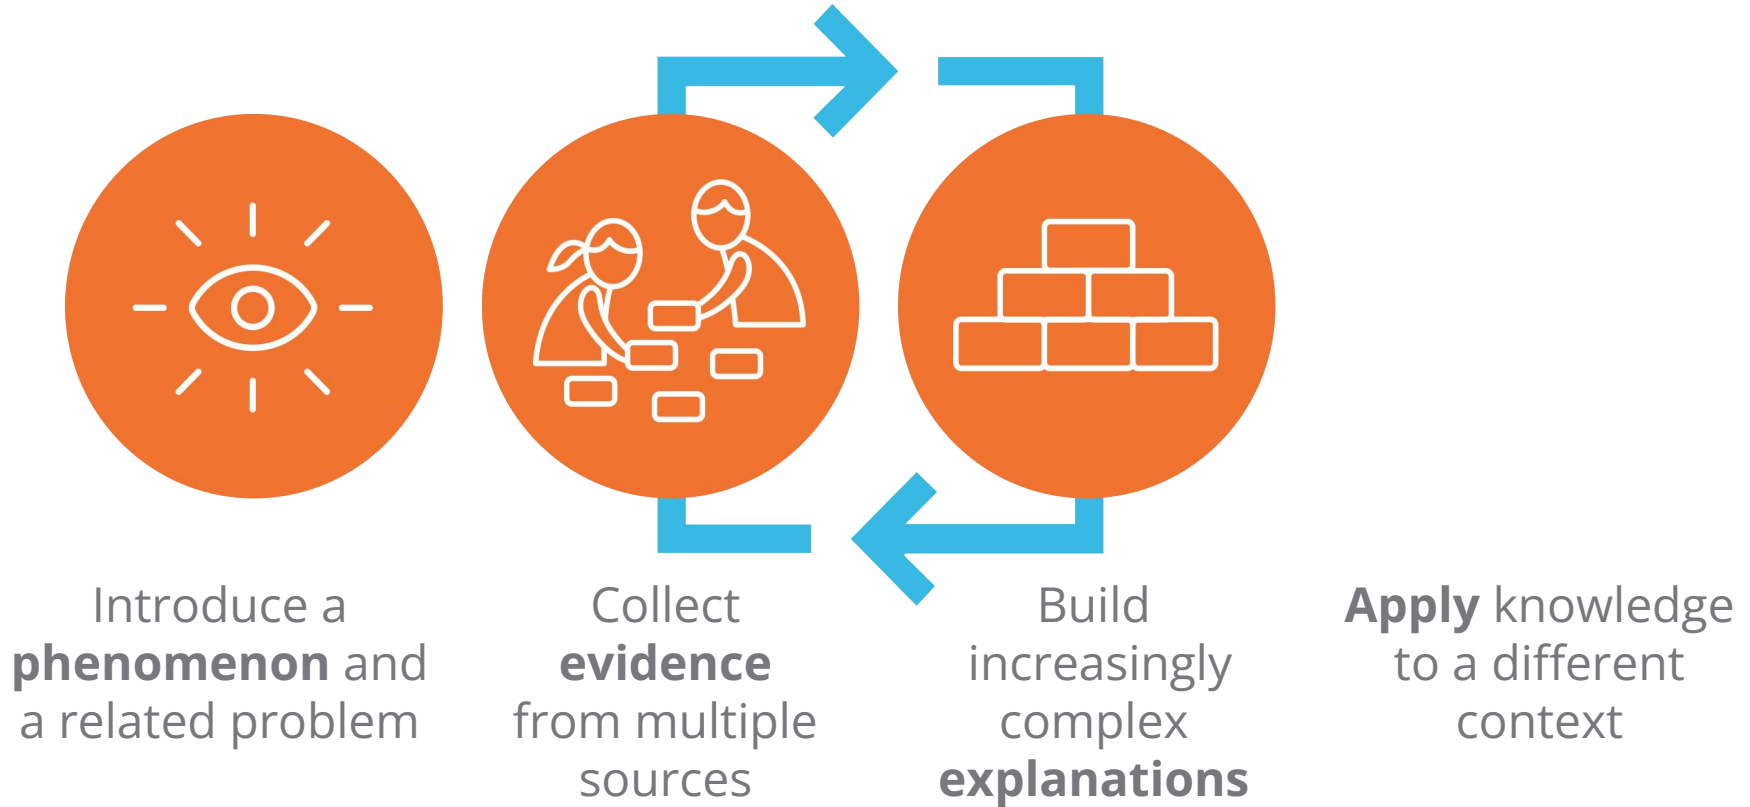 Introduce a
phenomenon and
a related problem
Collect
evidence
from multiple
sources
Build
increasingly
complex
explanations
Apply knowledge
to a different
context